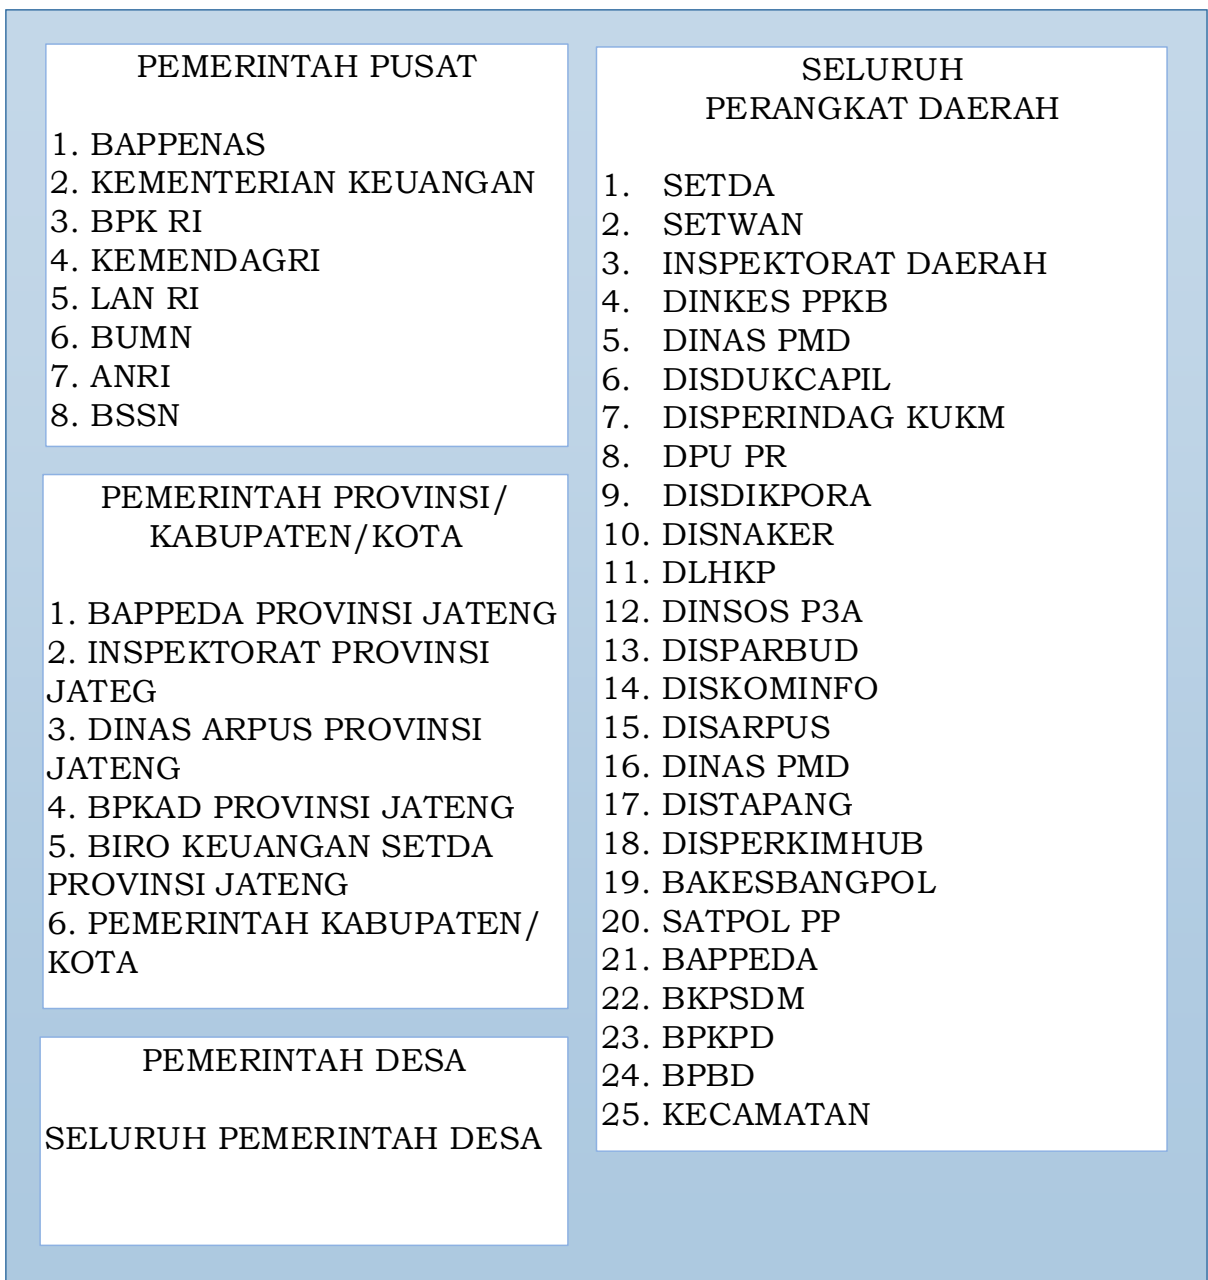 PEMERINTAH PUSAT
1. BAPPENAS
2. KEMENTERIAN KEUANGAN
3. BPK RI
4. KEMENDAGRI
5. LAN RI
6. BUMN
7. ANRI
8. BSSN
PEMERINTAH PROVINSI/
KABUPATEN/KOTA
1. BAPPEDA PROVINSI JATENG
2. INSPEKTORAT PROVINSI
JATEG
3. DINAS ARPUS PROVINSI
JATENG
4. BPKAD PROVINSI JATENG
5. BIRO KEUANGAN SETDA
PROVINSI JATENG
6. PEMERINTAH KABUPATEN/
KOTA
PEMERINTAH DESA
SELURUH PEMERINTAH DESA
SELURUH
PERANGKAT DAERAH
1. SETDA
2. SETWAN
3. INSPEKTORAT DAERAH
4. DINKES PPKB
5. DINAS PMD
6. DISDUKCAPIL
7. DISPERINDAG KUKM
8. DPU PR
9. DISDIKPORA
10. DISNAKER
11. DLHKP
12. DINSOS P3A
13. DISPARBUD
14. DISKOMINFO
15. DISARPUS
16. DINAS PMD
17. DISTAPANG
18. DISPERKIMHUB
19. BAKESBANGPOL
20. SATPOL PP
21. BAPPEDA
22. BKPSDM
23. BPKPD
24. BPBD
25. KECAMATAN